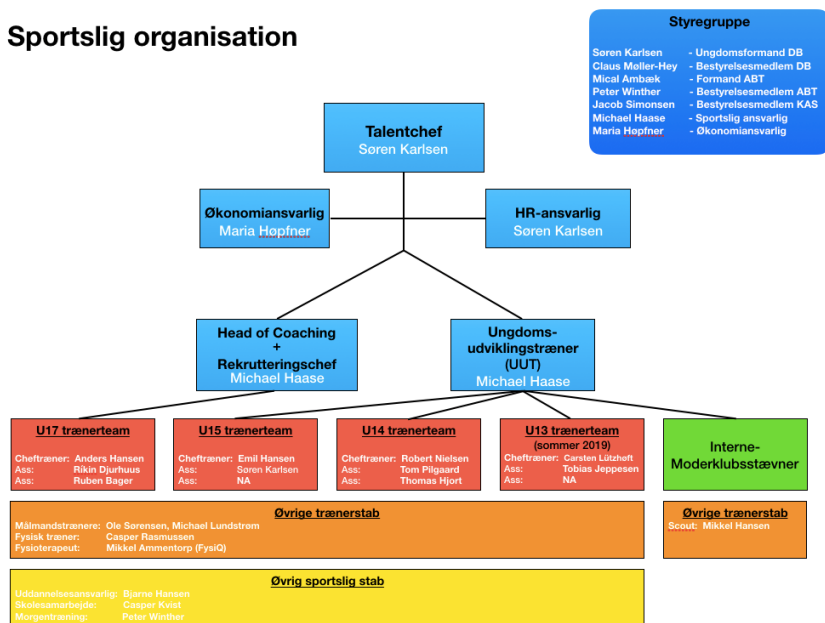 Sportslig organisation
Styregruppe
Søren Karlsen - Ungdomsformand DB
Claus Møller-Hey - Bestyrelsesmedlem DB
Mical Ambæk - Formand ABT
Peter Winther - Bestyrelsesmedlem ABT
Jacob Simonsen - Bestyrelsesmedlem KAS
Michael Haase - Sportslig ansvarlig
Maria Høpfner - Økonomiansvarlig
Talentchef
Søren Karlsen
Økonomiansvarlig
Maria Høpfner
HR-ansvarlig
Søren Karlsen
Head of Coaching
+
Rekrutteringschef
Michael Haase
Ungdoms-
udviklingstræner
(UUT)
Michael Haase
U17 trænerteam
Cheftræner: Anders Hansen
Ass: Rikin Djurhuus
Ass: Ruben Bager
U15 trænerteam
Cheftræner: Emil Hansen
Ass: Søren Karlsen
Ass: NA
U14 trænerteam
Cheftræner: Robert Nielsen
Ass: Tom Pilgaard
Ass: Thomas Hjort
U13 trænerteam
(sommer 2019)
Cheftræner: Carsten Lützhøft
Ass: Tobias Jeppesen
Ass: NA
Interne-
Moderklubsstævner
Øvrige trænerstab
Målmandstrænere: Ole Sørensen, Michael Lundstrøm
Fysisk træner: Casper Rasmussen
Fysioterapeut: Mikkel Ammentorp (FysiQ)
Øvrige trænerstab
Scout: Mikkel Hansen
Øvrig sportslig stab
Uddannelsesansvarlig: Bjarne Hansen
Skolesamarbejde: Casper Kvist
Morgentræning: Peter Winther